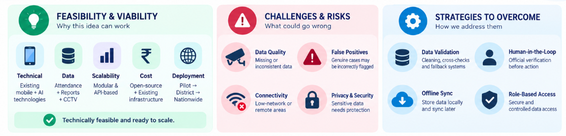 FEASIBILITY & VIABILITY
Why this idea can work
Technical
Existing
mobile + AI
technologies
Data
Attendance
+ Reports
+ CCTV
Scalability
Modular &
API-based
₹
Cost
Open-source
+ Existing
infrastructure
Deployment
Pilot →
District →
Nationwide
Technically feasible and ready to scale.
CHALLENGES & RISKS
What could go wrong
Data Quality
Missing or
inconsistent data
False Positives
Genuine cases may
be incorrectly flagged
Connectivity
Low-network or
remote areas
Privacy & Security
Sensitive data
needs protection
STRATEGIES TO OVERCOME
How we address them
Data Validation
Cleaning, cross-checks
and fallback systems
Human-in-the-Loop
Official verification
before action
Offline Sync
Store data locally
and sync later
Role-Based Access
Secure and
controlled data access